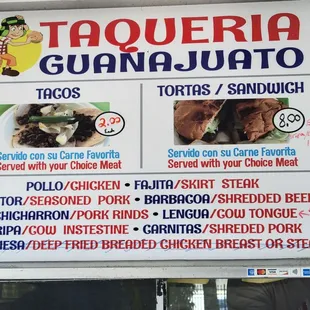 TAQUERIA
GUANAJUATO
TACOS
TORTAS / SANDWICH
2.00
Each
8.00
Servido con su Carne Favorita
Served with your Choice Meat
Servido con su Carne Favorita
Served with your Choice Meat
POLLO/CHICKEN • FAJITA/SKIRT STEAK
TOR/SEASONED PORK • BARBACOA/SHREDDED BEEF
CHICHARRON/PORK RINDS • LENGUA/COW TONGUE
RIPA/COW INSTESTINE • CARNITAS/SHREDED PORK
NESA/DEEP FRIED BREADED CHICKEN BREAST OR STE